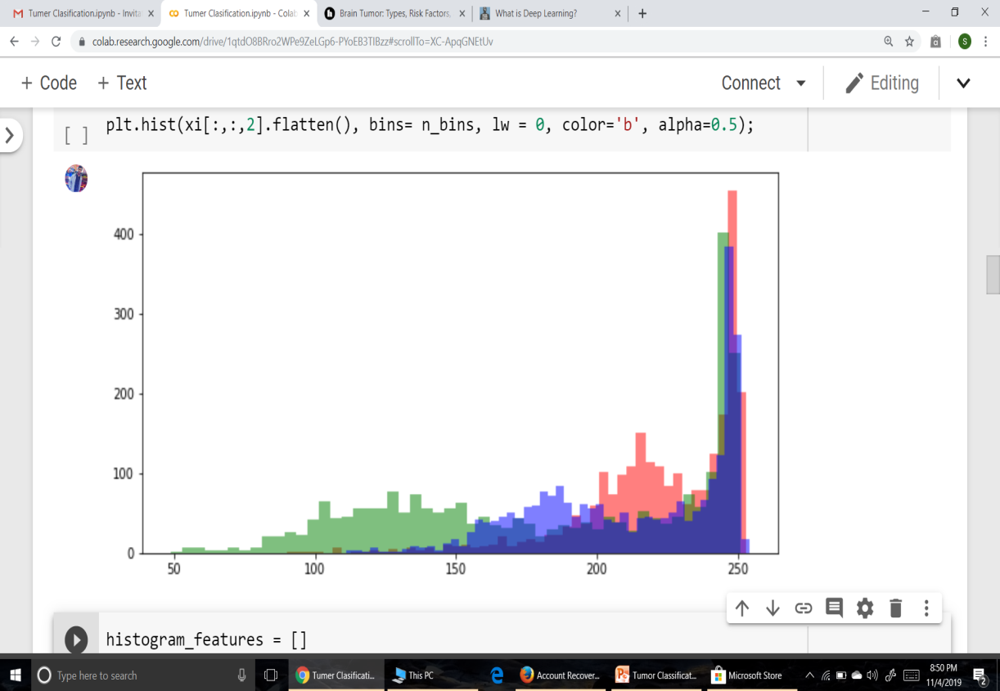 Tumer Clasification.ipynb - Invita
Tumer Clasification.ipynb - Colab
Brain Tumor: Types, Risk Factors,
What is Deep Learning?
colab.research.google.com/drive/1qtdO8BRro2WPe9ZeLGp6-PYoEB3TIBzz#scrollTo=XC-ApqGNEtUv
S
+ Code + Text
Connect
Editing
[ ] plt.hist(xi[:,:,2].flatten(), bins= n_bins, lw = 0, color='b', alpha=0.5);
400
300
200
100
0
50 100 150 200 250
histogram_features = []
Type here to search
Tumer Clasificati...
This PC
Account Recover...
Tumor Classificat...
Microsoft Store
8:50 PM
11/4/2019
2